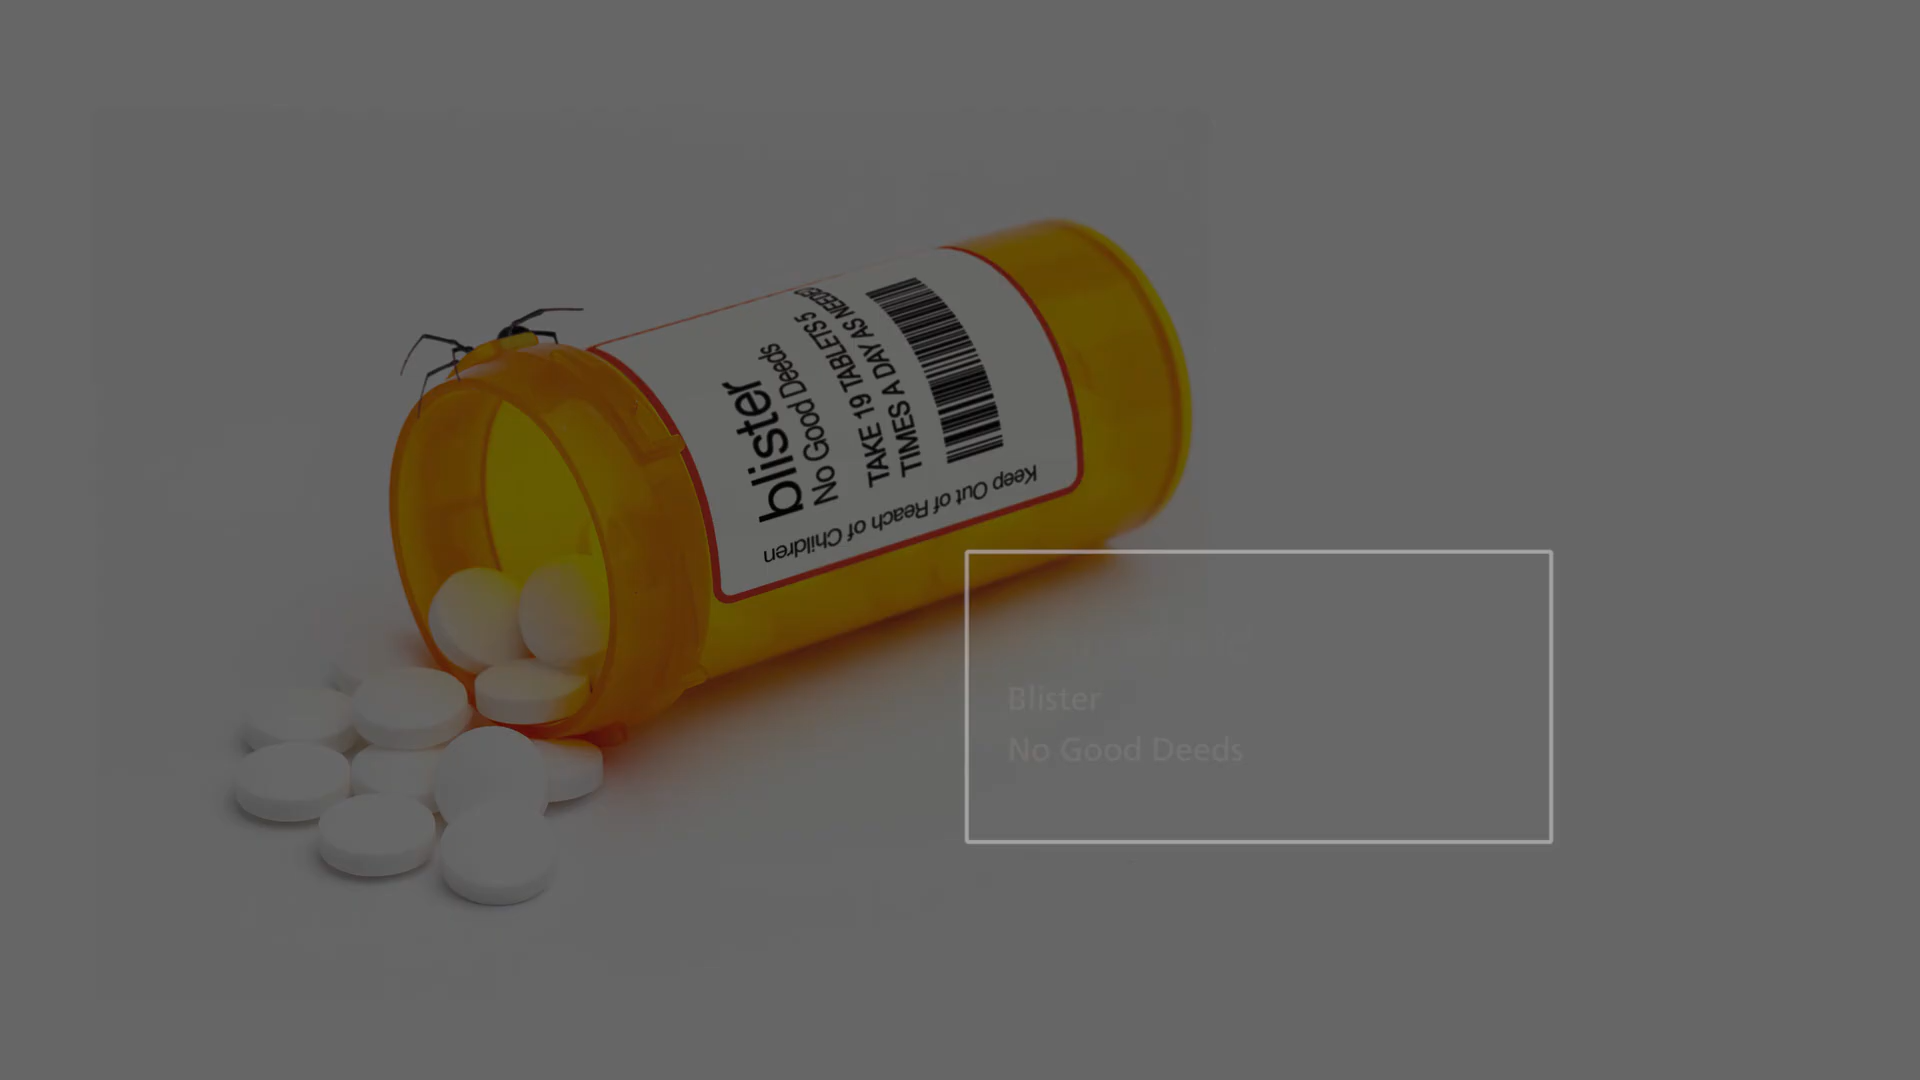 blister
No Good Deeds
TAKE 19 TABLETS 5
TIMES A DAY AS NEEDED
Keep Out of Reach of Children
Blister
No Good Deeds